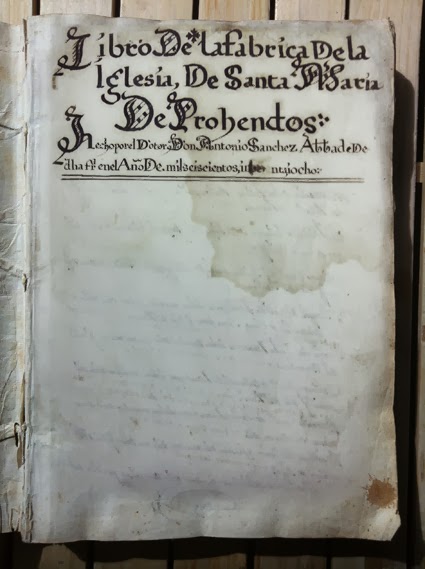 Libro De la fabrica De la
Iglesia, De Santa Maria
De Prohendos:·
Hecho por el Dotor, Don Antonio Sanchez Abbad e De
dha fª en el Año De. mil seiscientos,